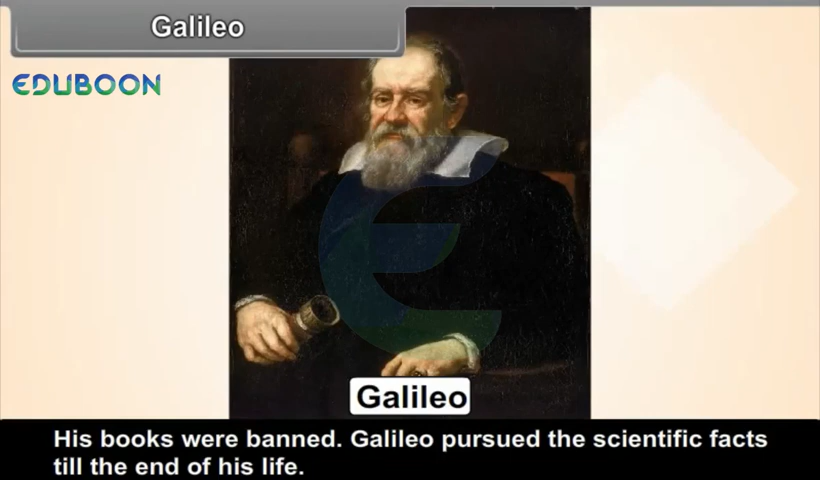 Galileo
EDUBOON
Galileo
His books were banned. Galileo pursued the scientific facts
till the end of his life.